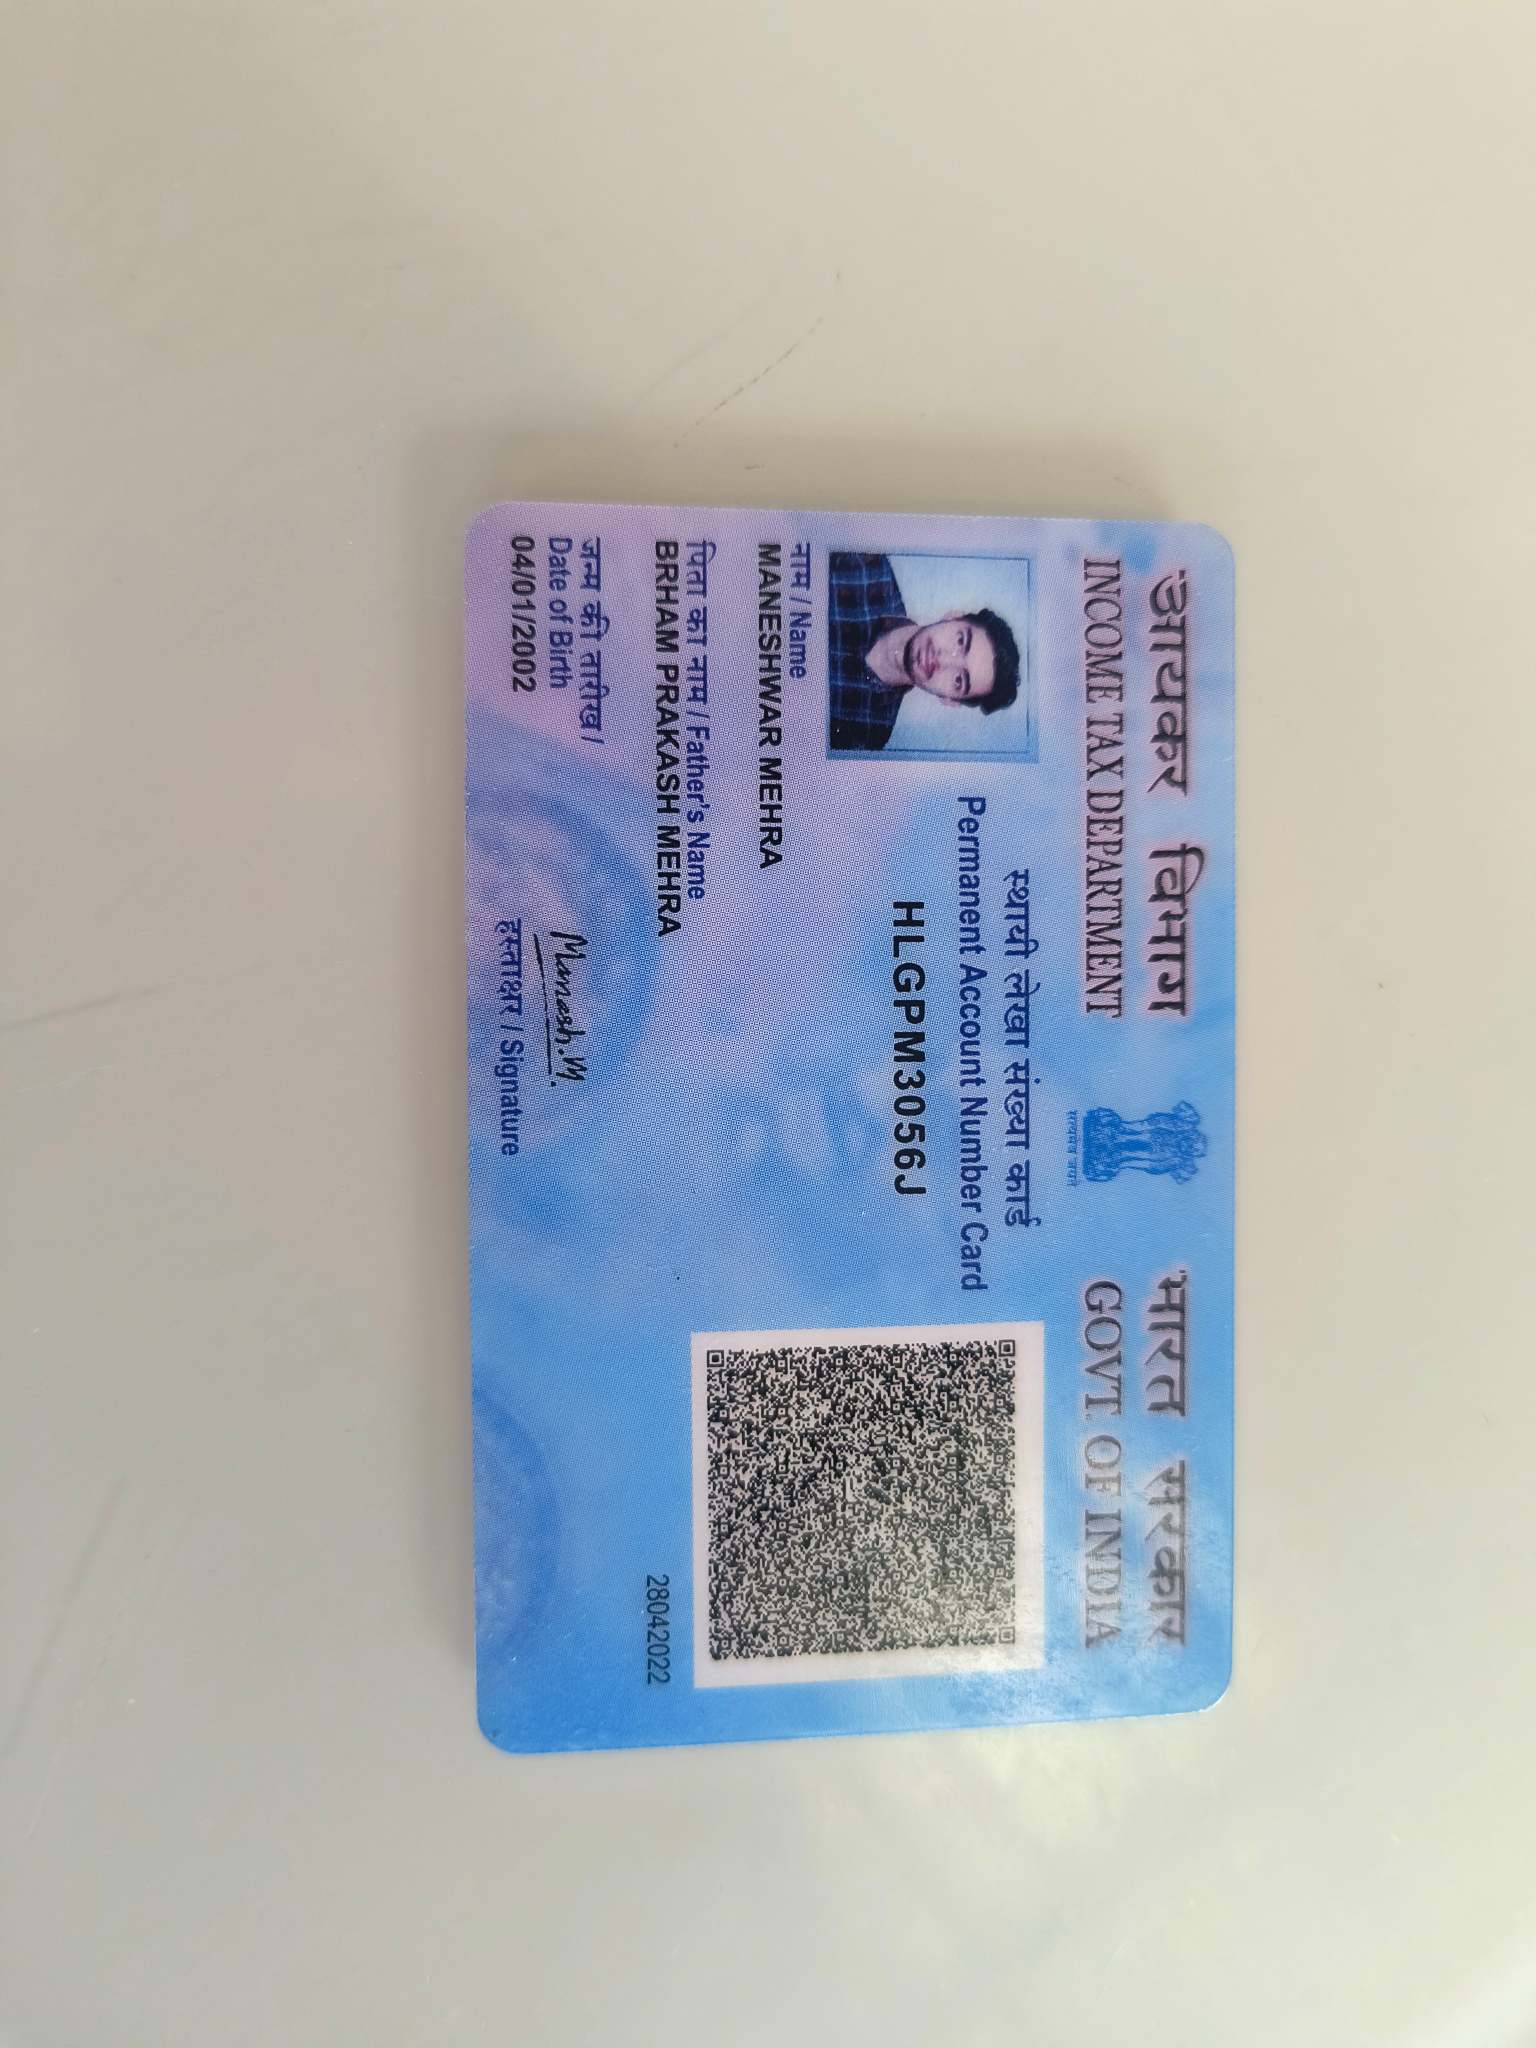 आयकर विभाग
INCOME TAX DEPARTMENT
भारत सरकार
GOVT. OF INDIA
सत्यमेव जयते
स्थायी लेखा संख्या कार्ड
Permanent Account Number Card
HLGPM3056J
नाम / Name
MANESHWAR MEHRA
पिता का नाम / Father's Name
BRHAM PRAKASH MEHRA
जन्म की तारीख /
Date of Birth
04/01/2002
Manash.M.
हस्ताक्षर / Signature
28042022